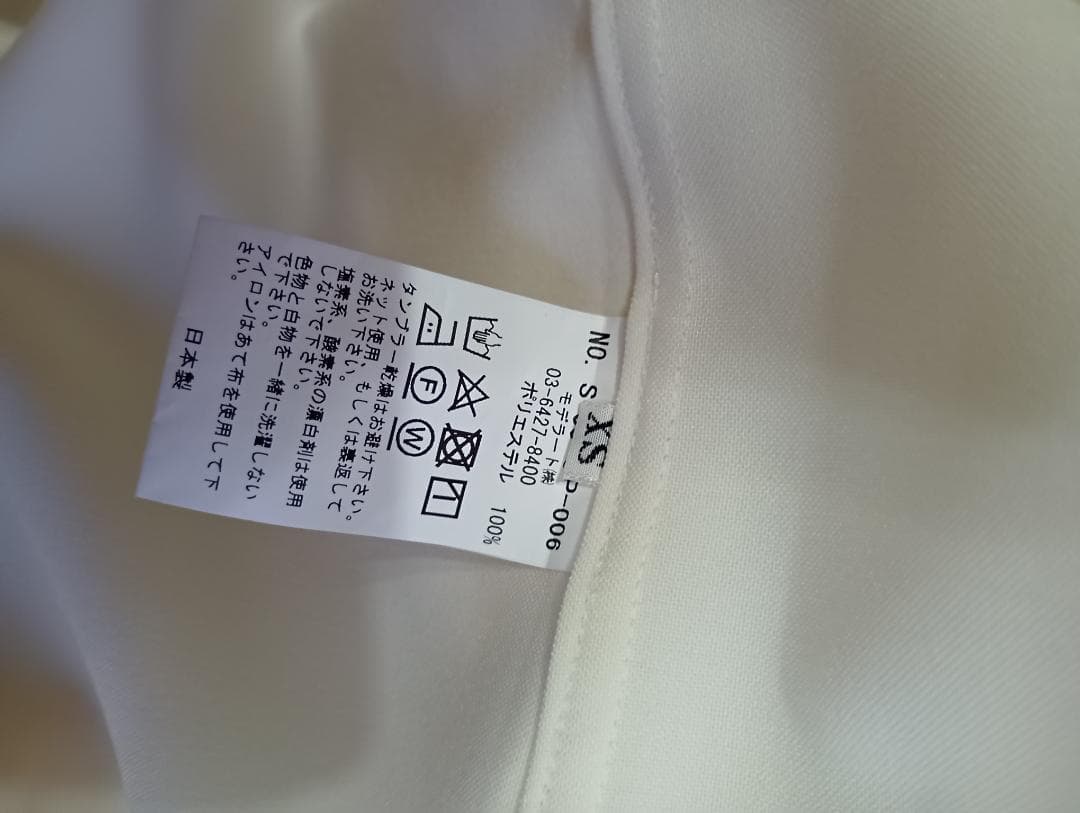 XS
NO. S P-006
モデラート㈱
03-6427-8400
ポリエステル 100%
F W
タンブラー乾燥はお避け下さい。
ネット使用、もしくは裏返して
お洗い下さい。
塩素系、酸素系の漂白剤は使用
しないで下さい。
色物と白物を一緒に洗濯しない
で下さい。
アイロンはあて布を使用して下
さい。
日本製